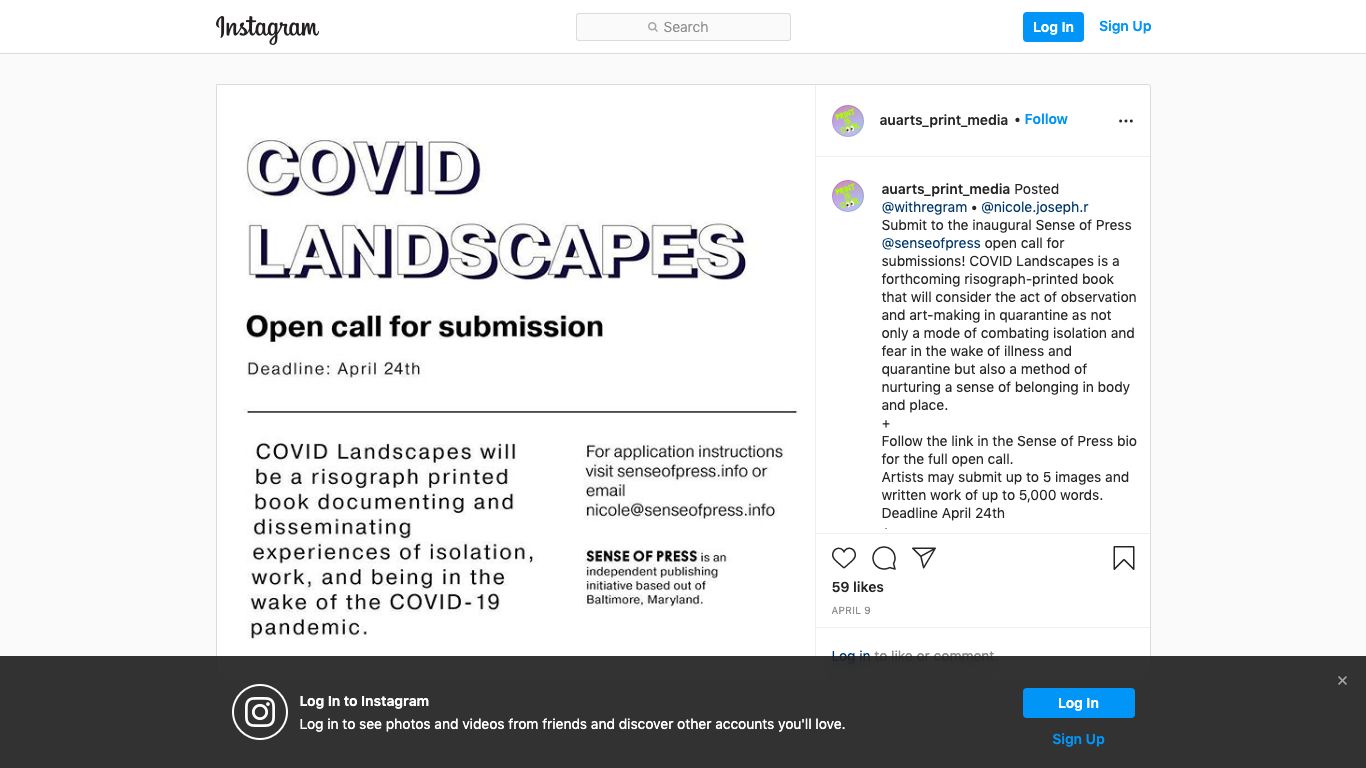 Instagram
Search
Log In
Sign Up
COVID
LANDSCAPES
Open call for submission
Deadline: April 24th
COVID Landscapes will
be a risograph printed
book documenting and
disseminating
experiences of isolation,
work, and being in the
wake of the COVID-19
pandemic.
For application instructions
visit senseofpress.info or
email
nicole@senseofpress.info
SENSE OF PRESS is an
independent publishing
initiative based out of
Baltimore, Maryland.
auarts_print_media • Follow
auarts_print_media Posted
@withregram • @nicole.joseph.r
Submit to the inaugural Sense of Press
@senseofpress open call for
submissions! COVID Landscapes is a
forthcoming risograph-printed book
that will consider the act of observation
and art-making in quarantine as not
only a mode of combating isolation and
fear in the wake of illness and
quarantine but also a method of
nurturing a sense of belonging in body
and place.
+
Follow the link in the Sense of Press bio
for the full open call.
Artists may submit up to 5 images and
written work of up to 5,000 words.
Deadline April 24th
59 likes
APRIL 9
Log in to like or comment.
Log In to Instagram
Log in to see photos and videos from friends and discover other accounts you'll love.
Log In
Sign Up